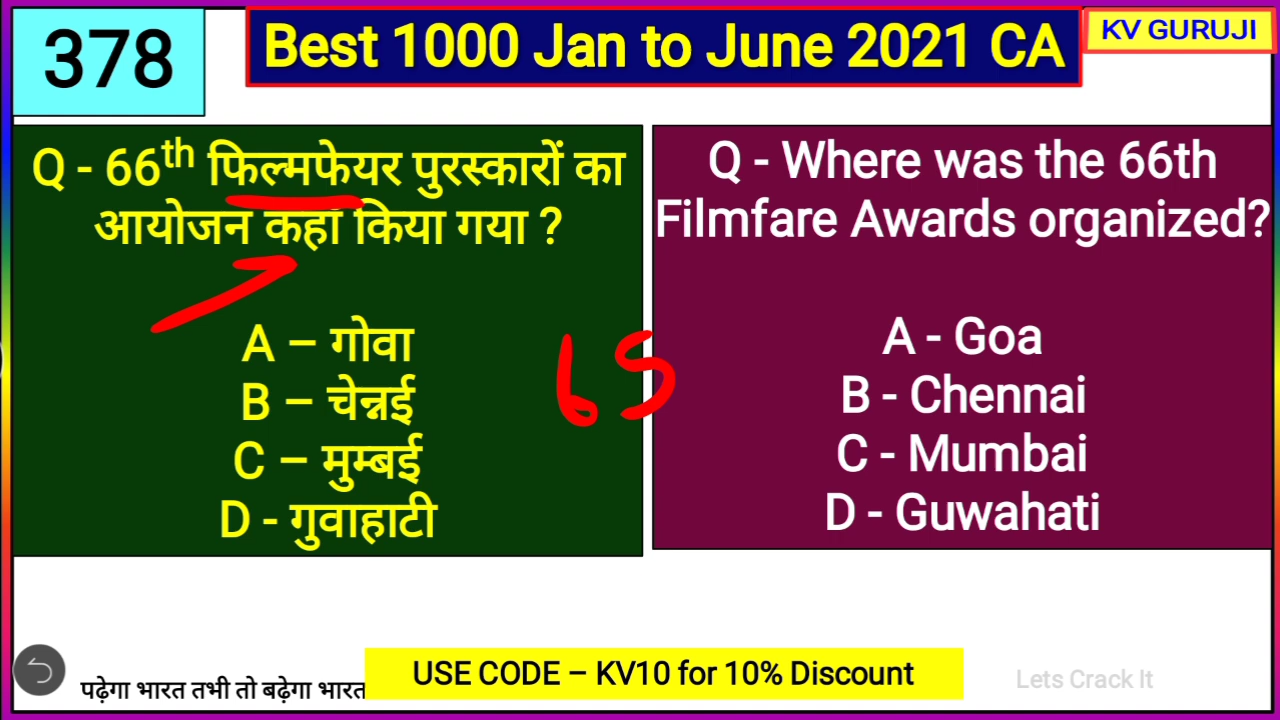 378
Best 1000 Jan to June 2021 CA
KV GURUJI
Q - 66th फिल्मफेयर पुरस्कारों का
आयोजन कहाँ किया गया ?
A – गोवा
B – चेन्नई
C – मुम्बई
D - गुवाहाटी
65
Q - Where was the 66th
Filmfare Awards organized?
A - Goa
B - Chennai
C - Mumbai
D - Guwahati
पढ़ेगा भारत तभी तो बढ़ेगा भारत
USE CODE – KV10 for 10% Discount
Lets Crack It